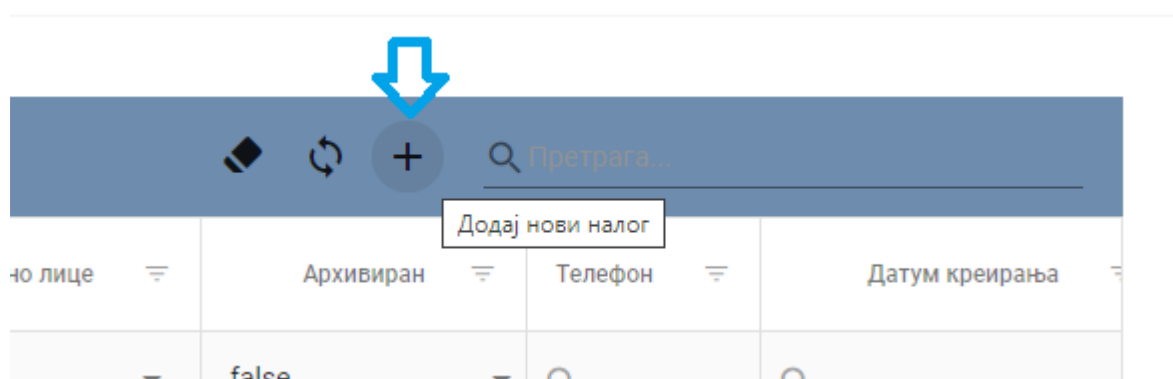 Претрага...
Додај нови налог
но лице
Архивиран
Телефон
Датум креирања
false